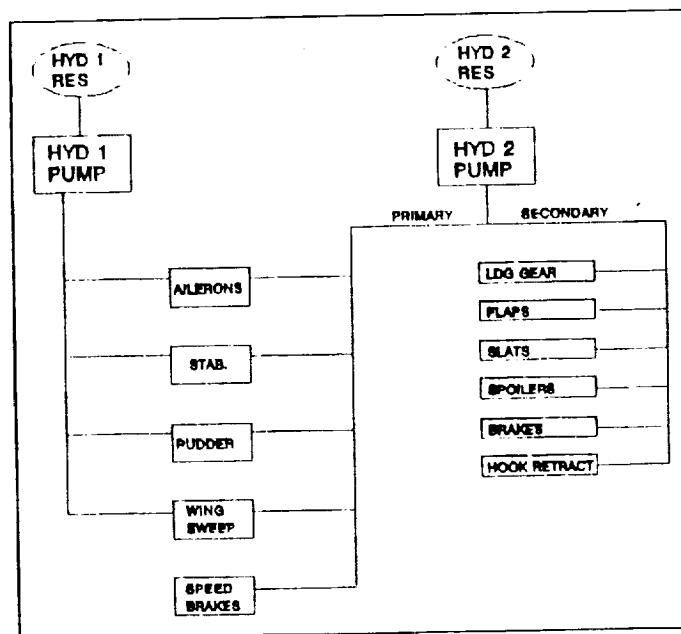 HYD 1
RES
HYD 2
RES
HYD 1
PUMP
HYD 2
PUMP
PRIMARY
SECONDARY
AILERONS
LDG GEAR
FLAPS
STAB.
SLATS
SPOILERS
RUDDER
BRAKES
HOOK RETRACT
WING
SWEEP
SPEED
BRAKES